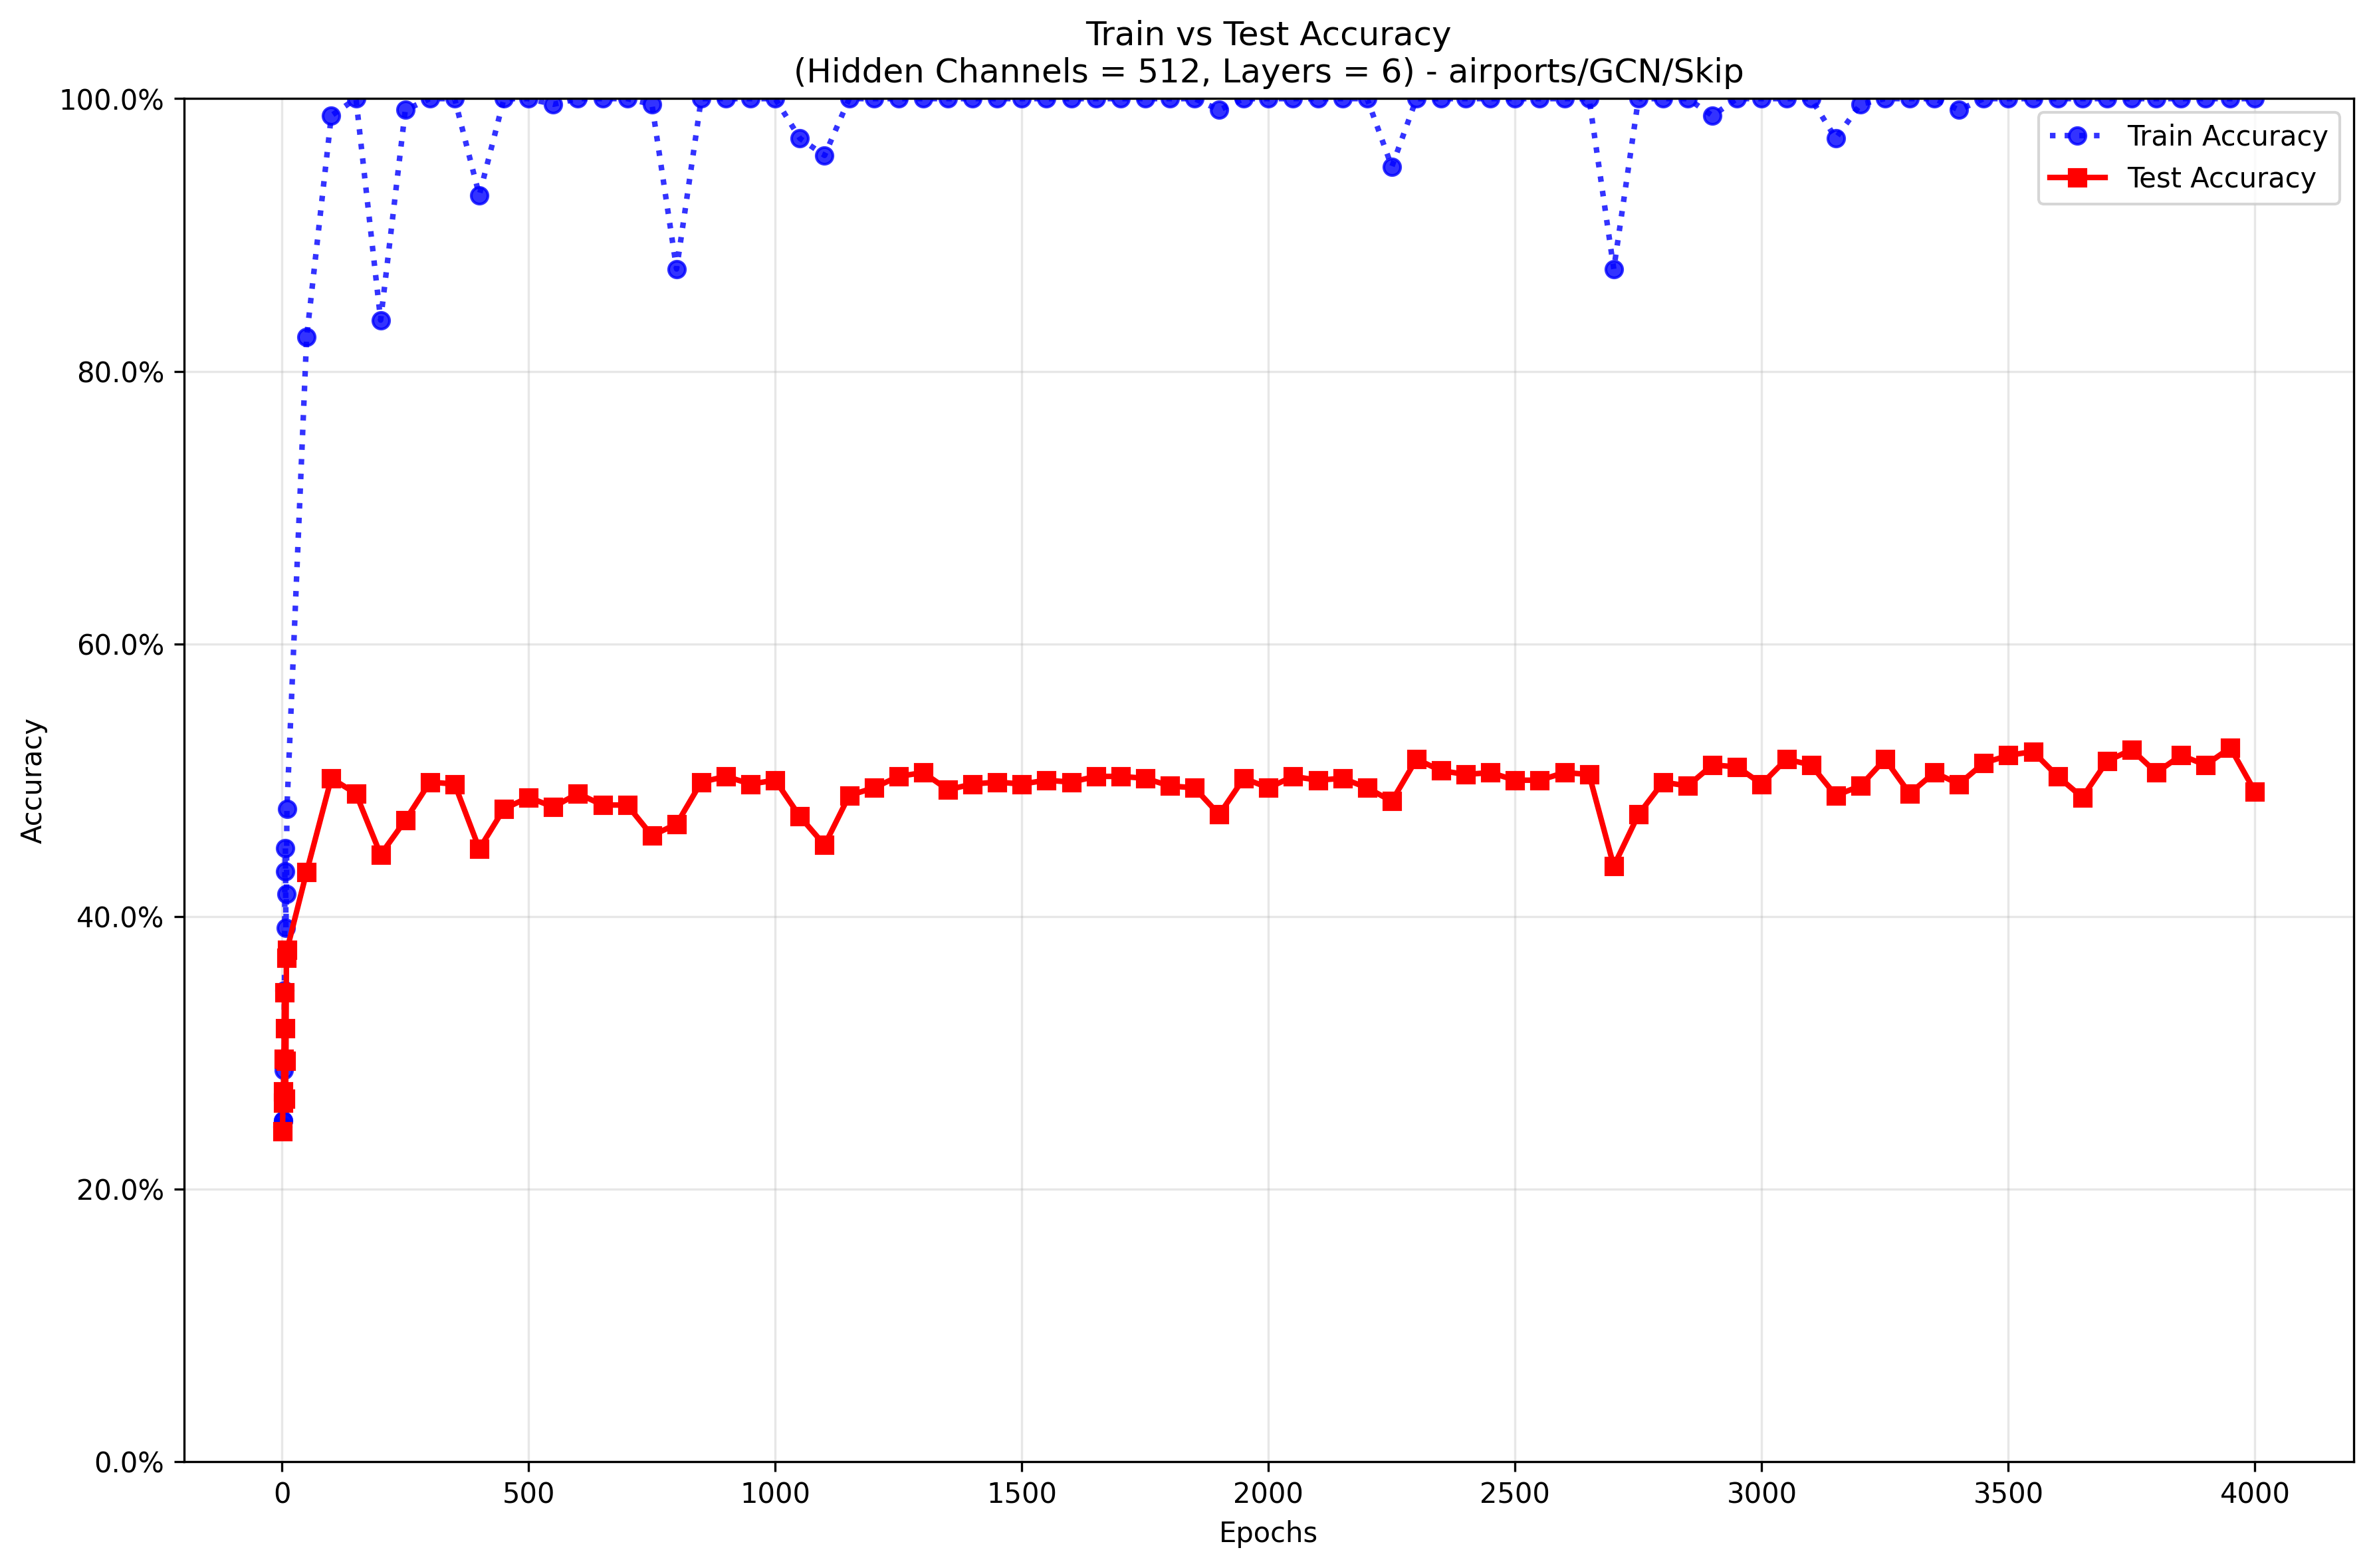 Train vs Test Accuracy
(Hidden Channels = 512, Layers = 6) - airports/GCN/Skip
100.0%
80.0%
60.0%
40.0%
20.0%
0.0%
Accuracy
Train Accuracy
Test Accuracy
0 500 1000 1500 2000 2500 3000 3500 4000
Epochs